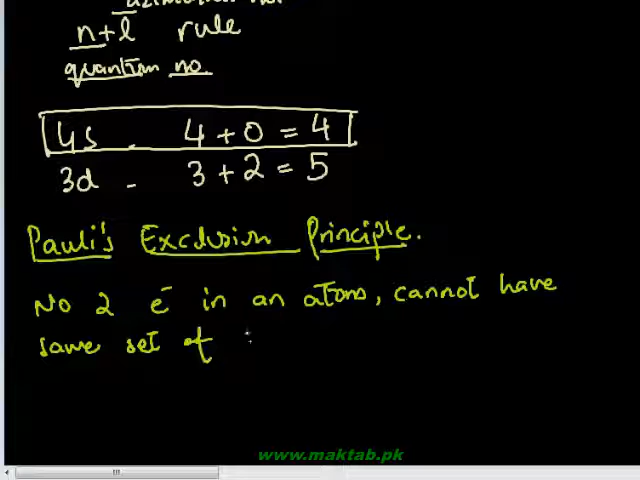 n+l rule
quantum no.
4s - 4+0=4
3d - 3+2=5
Pauli's Exclusion Principle.
No 2 e⁻ in an atoms, cannot have
same set of
www.maktab.pk